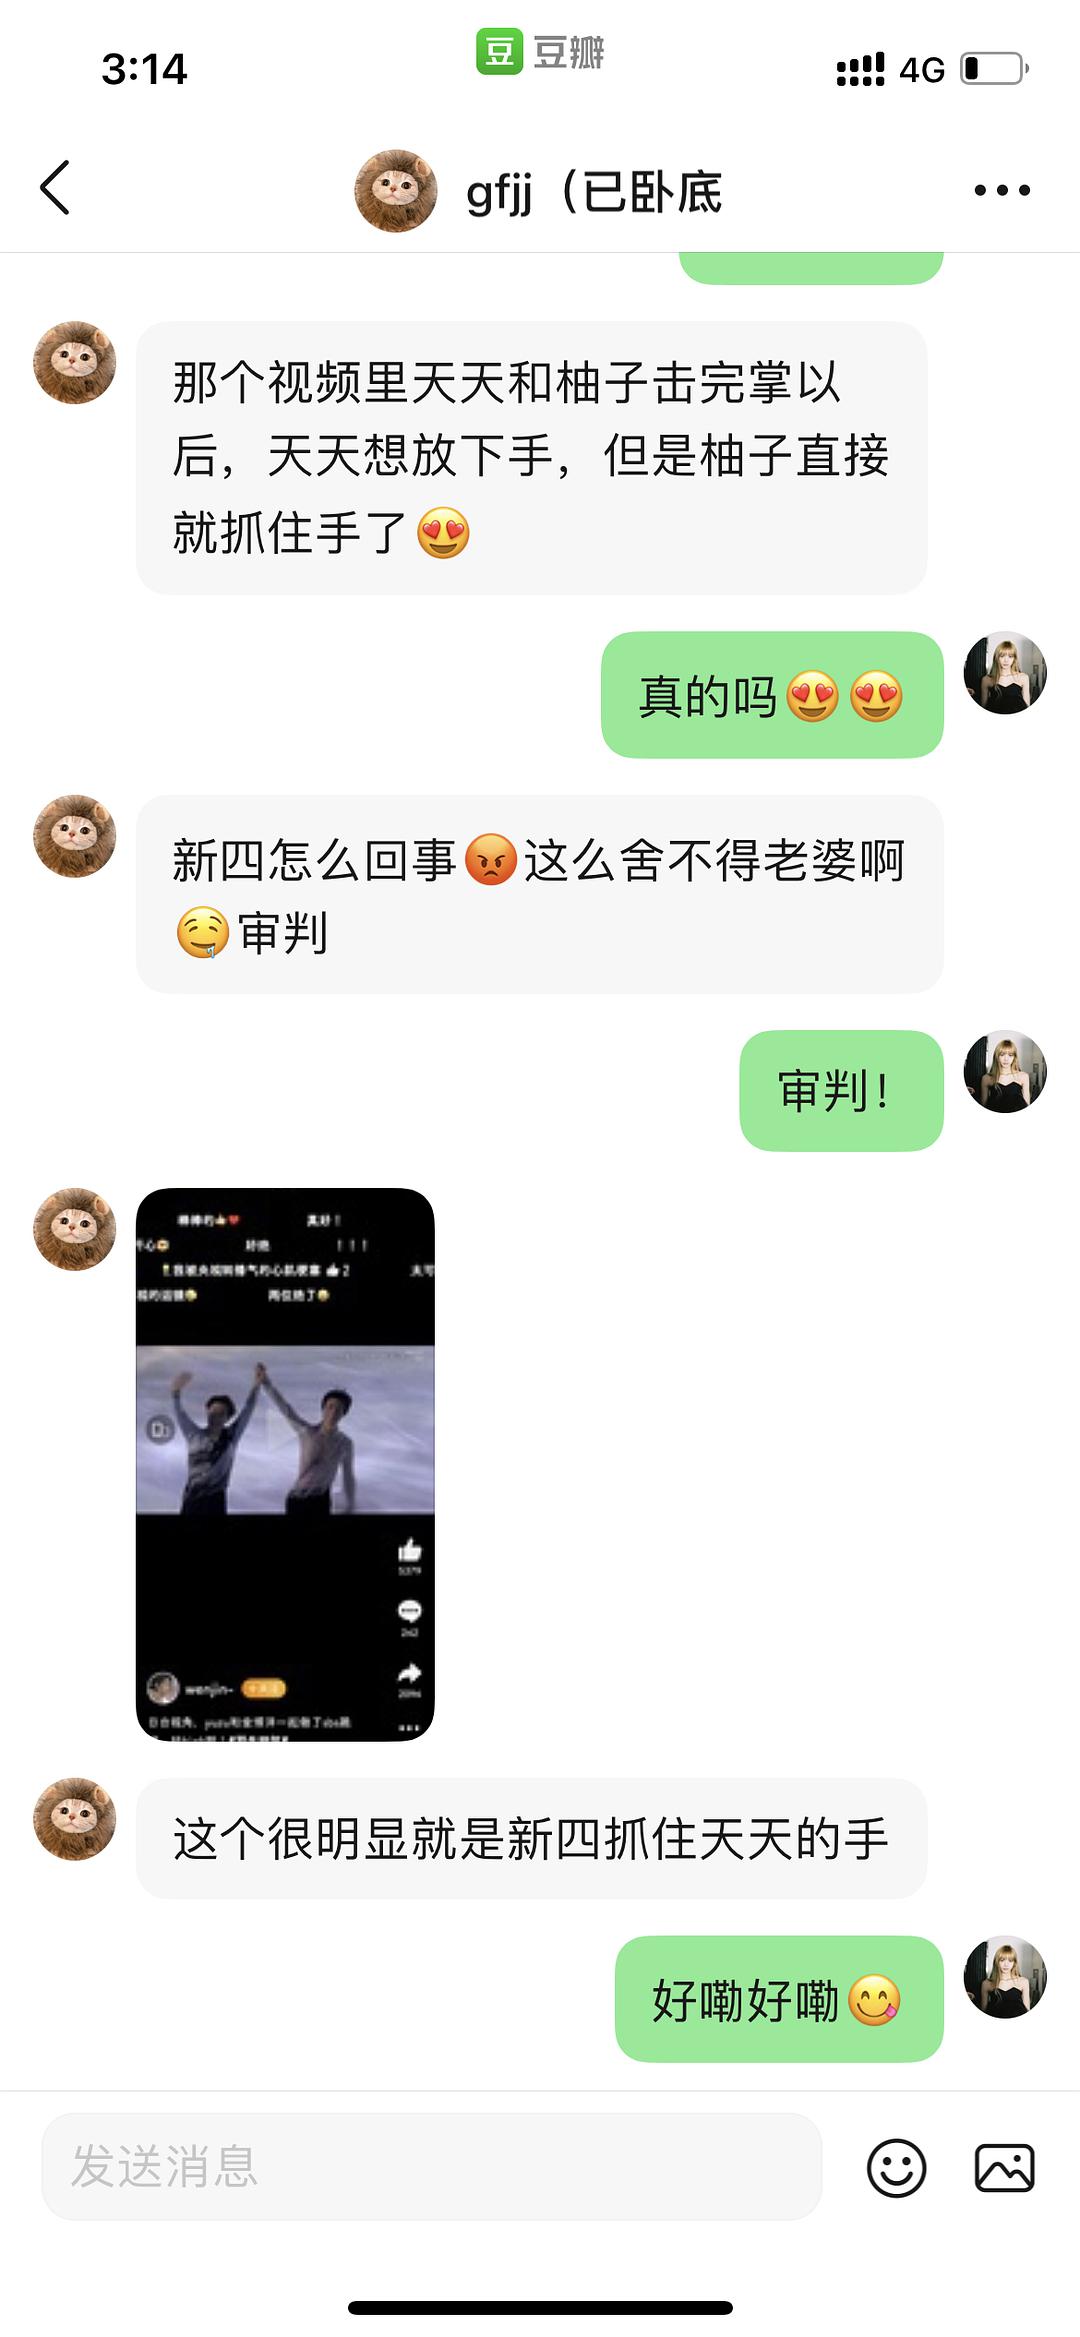 3:14
豆 豆瓣
4G
gfjj（已卧底
那个视频里天天和柚子击完掌以
后，天天想放下手，但是柚子直接
就抓住手了😍
真的吗😍😍
新四怎么回事😡这么舍不得老婆啊
🤤审判
审判！
真好！
！！！
这个很明显就是新四抓住天天的手
好嘞好嘞😋
发送消息